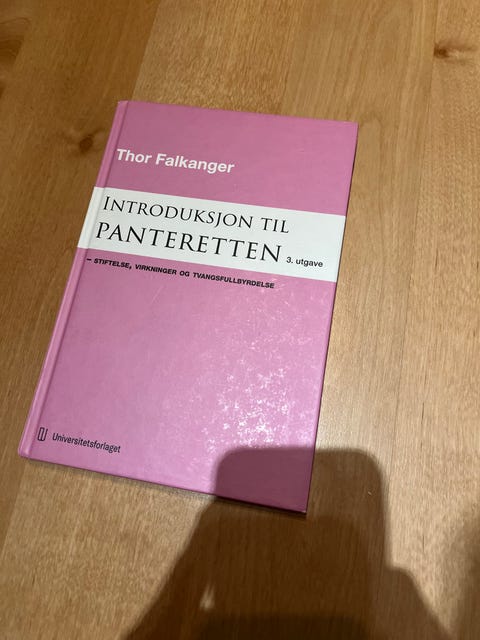 Thor Falkanger
INTRODUKSJON TIL
PANTERETTEN 3. utgave
– STIFTELSE, VIRKNINGER OG TVANGSFULLBYRDELSE
Universitetsforlaget